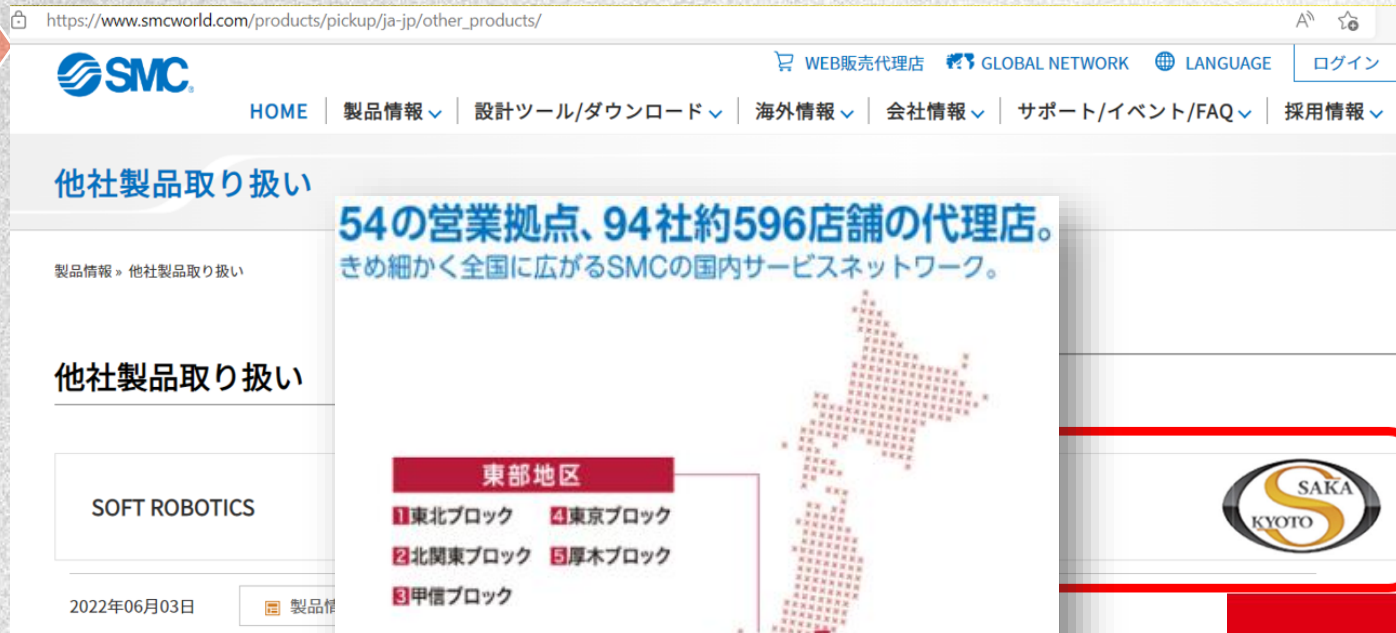 https://www.smcworld.com/products/pickup/ja-jp/other_products/
SMC
WEB販売代理店 GLOBAL NETWORK LANGUAGE ログイン
HOME 製品情報 設計ツール/ダウンロード 海外情報 会社情報 サポート/イベント/FAQ 採用情報
他社製品取り扱い
54の営業拠点、94社約596店舗の代理店。
きめ細かく全国に広がるSMCの国内サービスネットワーク。
製品情報 » 他社製品取り扱い
他社製品取り扱い
東部地区
1東北ブロック 4東京ブロック
2北関東ブロック 5厚木ブロック
3甲信ブロック
SOFT ROBOTICS
SAKA
KYOTO
2022年06月03日 製品情